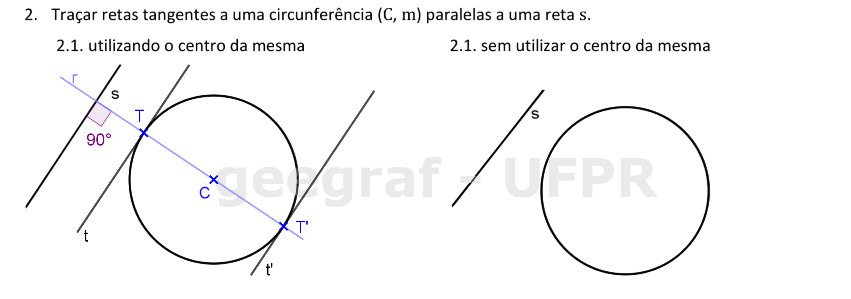 2. Traçar retas tangentes a uma circunferência (C, m) paralelas a uma reta s.
2.1. utilizando o centro da mesma
2.1. sem utilizar o centro da mesma
r
s
T
90°
C
T'
t
t'
s
geograf - UFPR